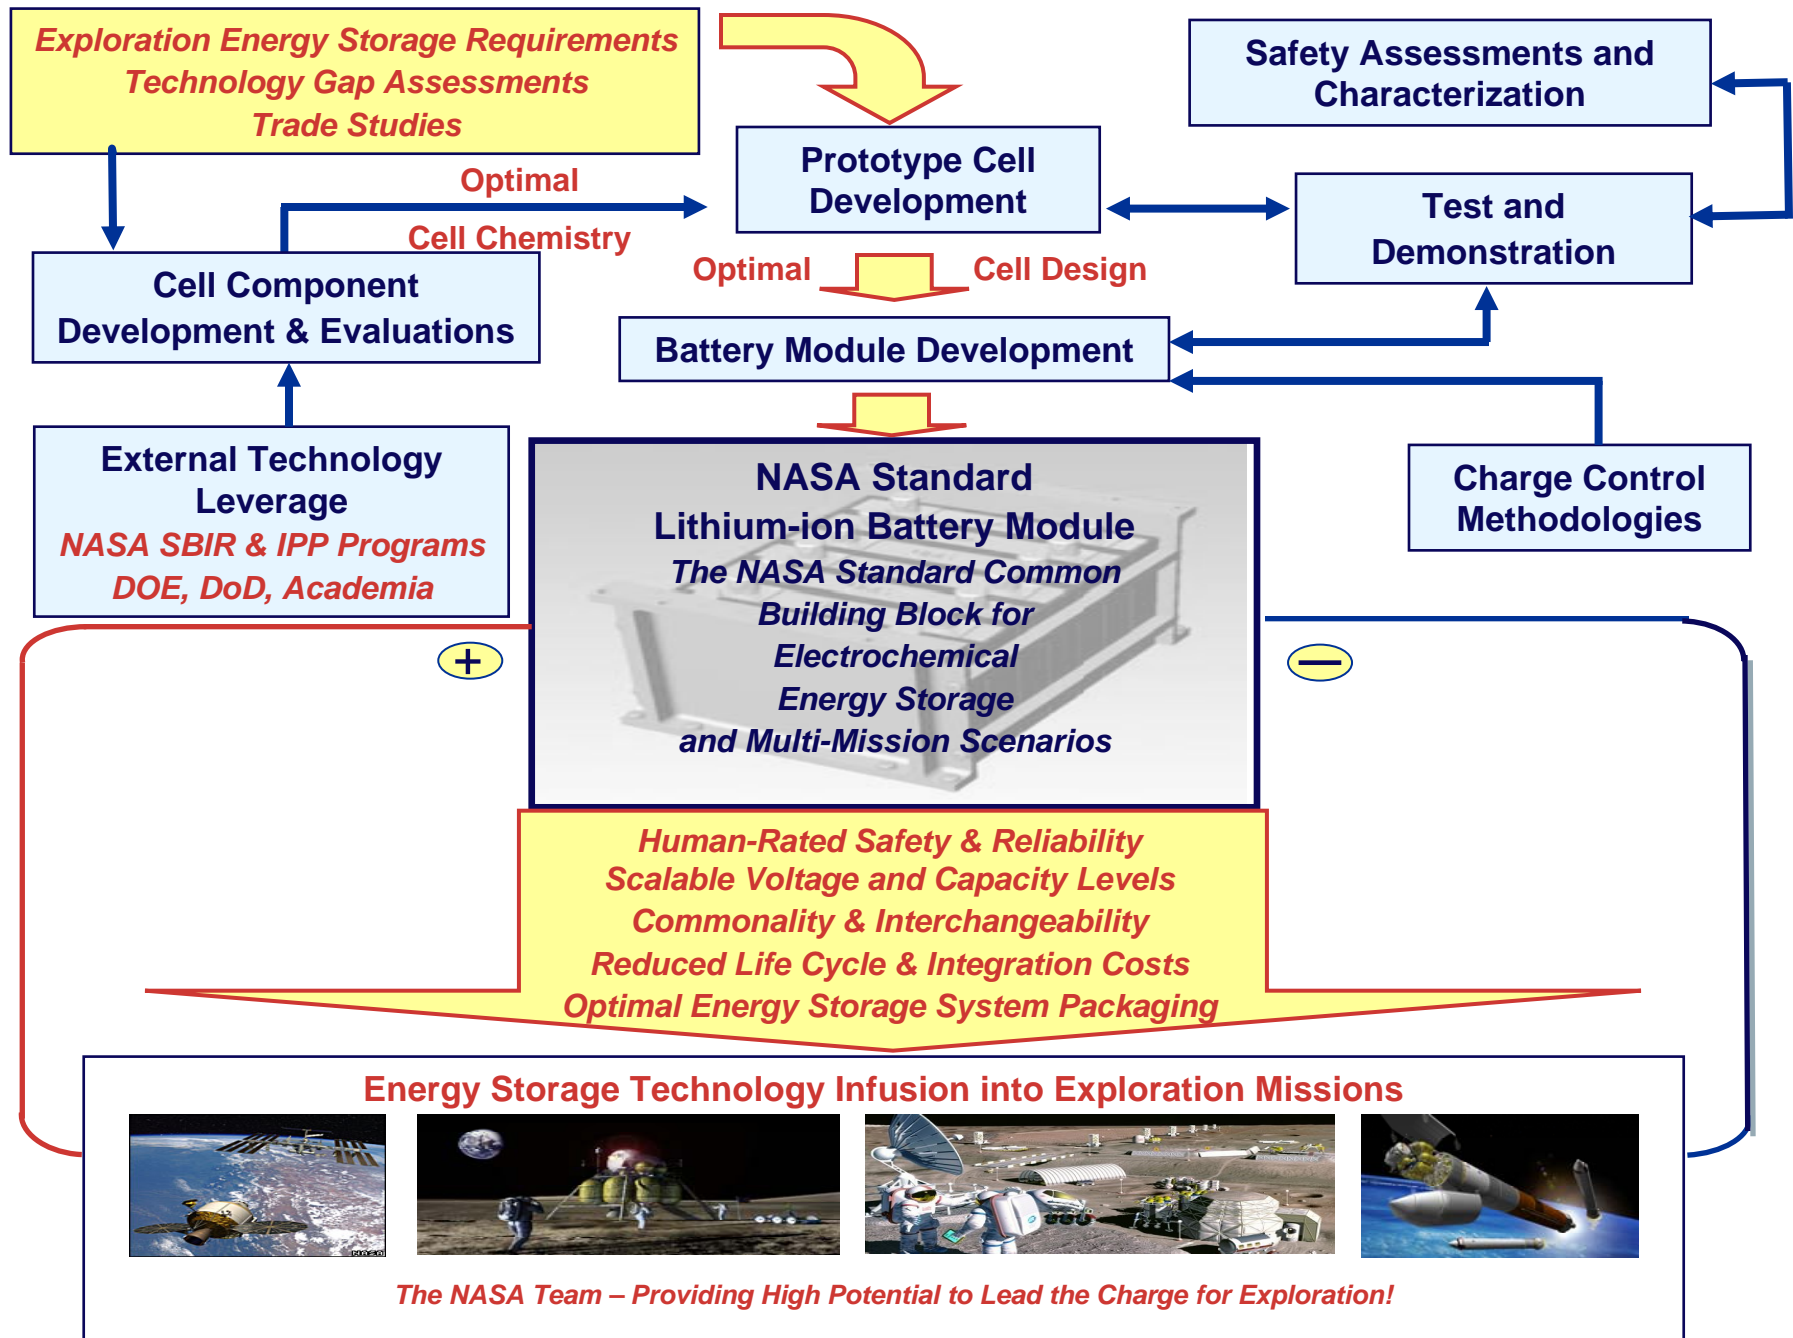 Exploration Energy Storage Requirements
Technology Gap Assessments
Trade Studies
Safety Assessments and
Characterization
Prototype Cell
Development
Optimal
Cell Chemistry
Test and
Demonstration
Cell Component
Development & Evaluations
Optimal
Cell Design
Battery Module Development
External Technology
Leverage
NASA SBIR & IPP Programs
DOE, DoD, Academia
Charge Control
Methodologies
NASA Standard
Lithium-ion Battery Module
The NASA Standard Common
Building Block for
Electrochemical
Energy Storage
and Multi-Mission Scenarios
+
—
Human-Rated Safety & Reliability
Scalable Voltage and Capacity Levels
Commonality & Interchangeability
Reduced Life Cycle & Integration Costs
Optimal Energy Storage System Packaging
Energy Storage Technology Infusion into Exploration Missions
NASA
The NASA Team – Providing High Potential to Lead the Charge for Exploration!